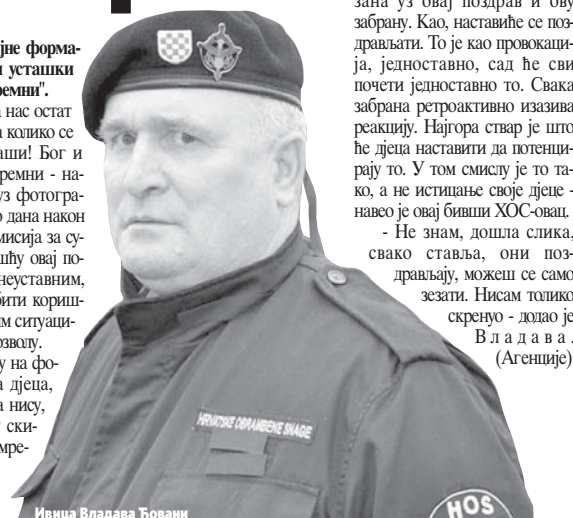 јне форма-
усташки
ремни".
нас остат
колико се
аши! Бог и
ремни - на-
уз фотогра-
дана након
мисија за су-
шћу овај по-
неуставним,
бити кориш-
им ситуаци-
озволу.
у на фо-
дјеца,
нису,
ски-
мре-
зана уз овај поздрав и ову
забрану. Као, наставиће се поз-
драваљати. То је као провокаци-
ја, једноставно, сад ће сви
почети једноставно то. Свака
забрана ретроактивно изазива
реакцију. Најгора ствар је што
ће дјеца наставити да потенци-
рају то. У том смислу је то та-
ко, а не истицање своје дјеце -
навео је овај бивши ХОС-овац.
- Не знам, дошла слика,
свако ставља, они поз-
дрављају, можеш се само
зезати. Нисам толико
скренуо - додао је
Владава.
(Агенције)
HRVATSKE OBRAMBENE SNAGE
HOS
Ивица Владава Ђовани